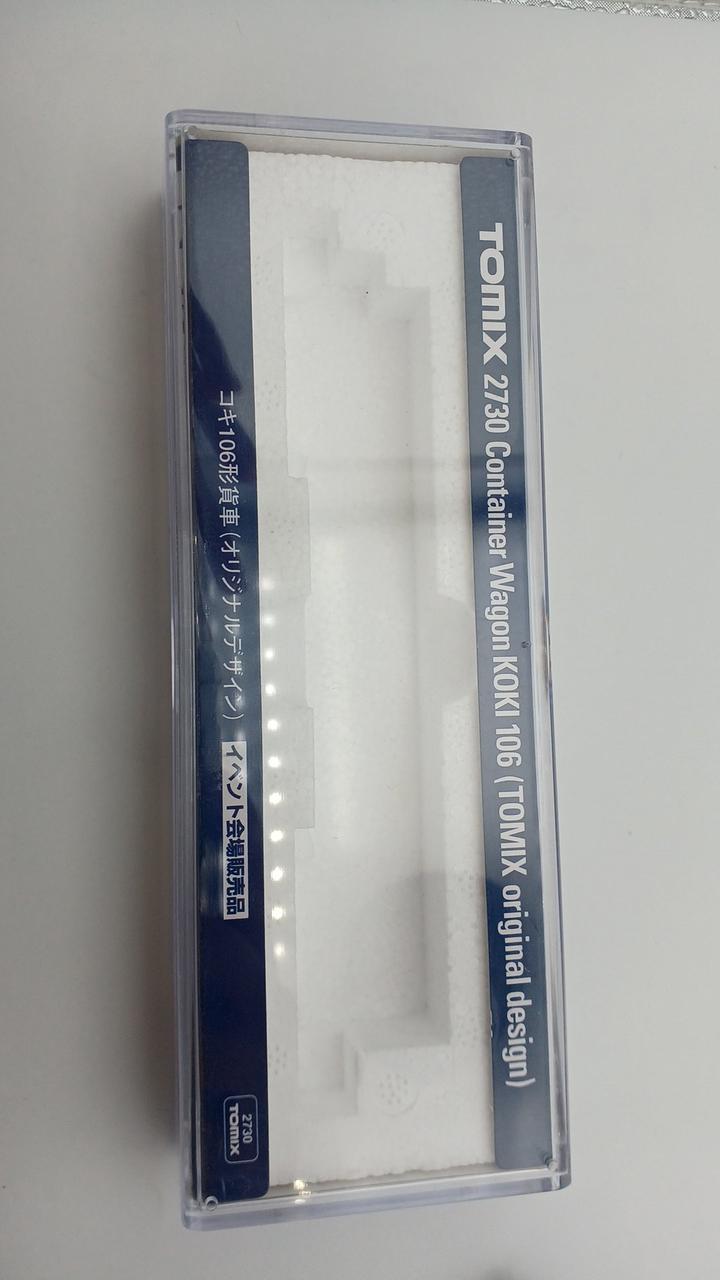 TOMIX 2730 Container Wagon KOKI 106 (TOMIX original design)
コキ106形貨車 (オリジナルデザイン) イベント会場販売品
2730
TOMIX